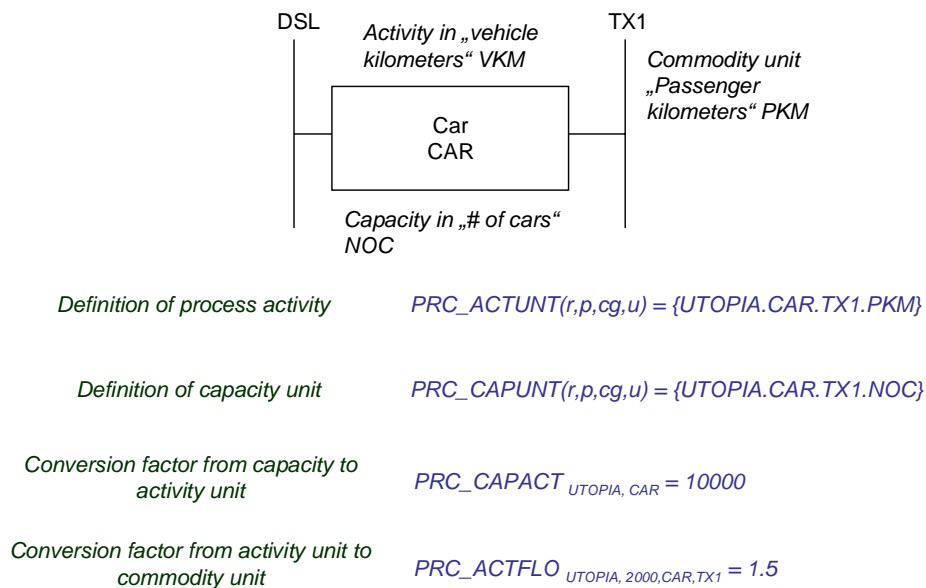 DSL
Activity in „vehicle
kilometers“ VKM
TX1
Commodity unit
„Passenger
kilometers“ PKM
Car
CAR
Capacity in „# of cars“
NOC
Definition of process activity
PRC_ACTUNT(r,p,cg,u) = {UTOPIA.CAR.TX1.PKM}
Definition of capacity unit
PRC_CAPUNT(r,p,cg,u) = {UTOPIA.CAR.TX1.NOC}
Conversion factor from capacity to
activity unit
PRC_CAPACT UTOPIA, CAR = 10000
Conversion factor from activity unit to
commodity unit
PRC_ACTFLO UTOPIA, 2000,CAR,TX1 = 1.5